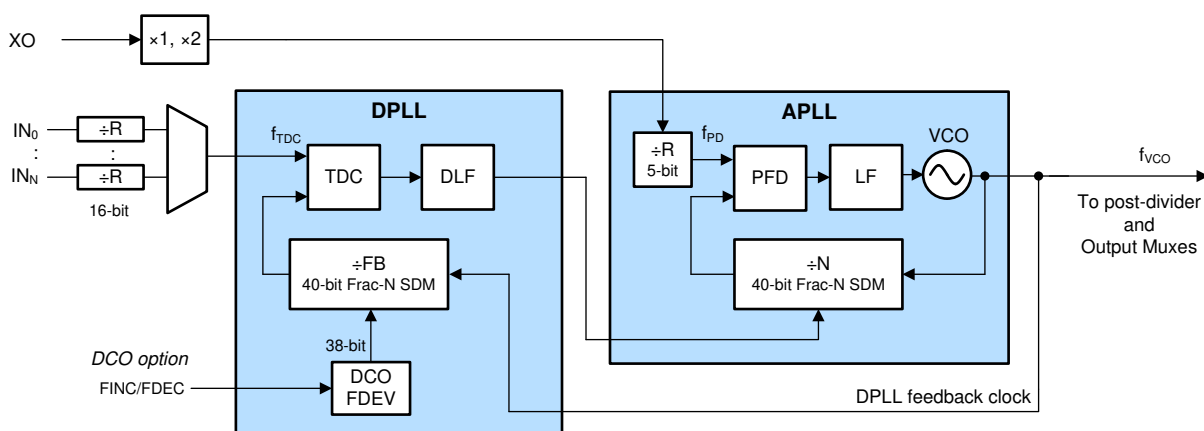 XO
×1, ×2
DPLL
APLL
IN0
÷R
:
:
INN
÷R
16-bit
fTDC
TDC
DLF
÷FB
40-bit Frac-N SDM
38-bit
DCO option
FINC/FDEC
DCO
FDEV
÷R
5-bit
fPD
PFD
LF
VCO
÷N
40-bit Frac-N SDM
fVCO
To post-divider
and
Output Muxes
DPLL feedback clock